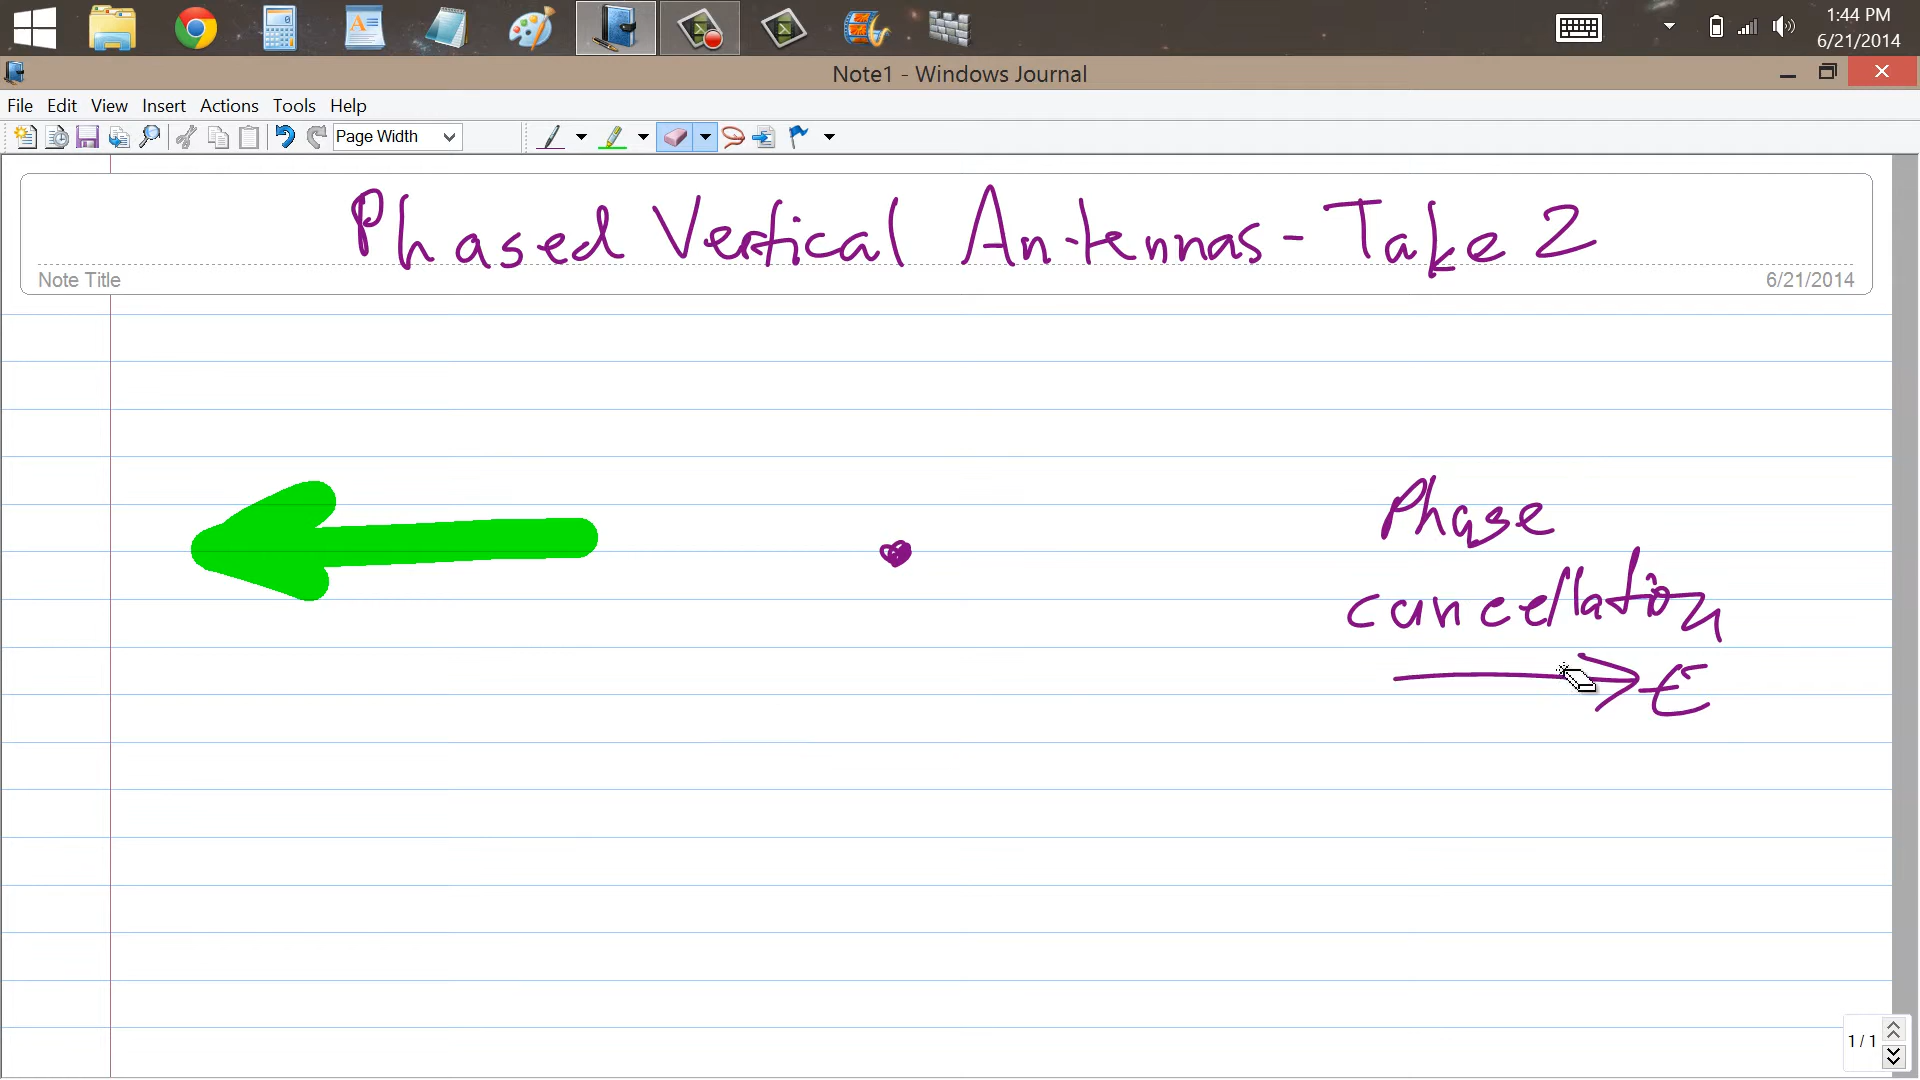 1:44 PM
6/21/2014
Note1 - Windows Journal
File Edit View Insert Actions Tools Help
Page Width
Phased Vertical Antennas - Take 2
Note Title
6/21/2014
Phase
cancellation
E
1 / 1